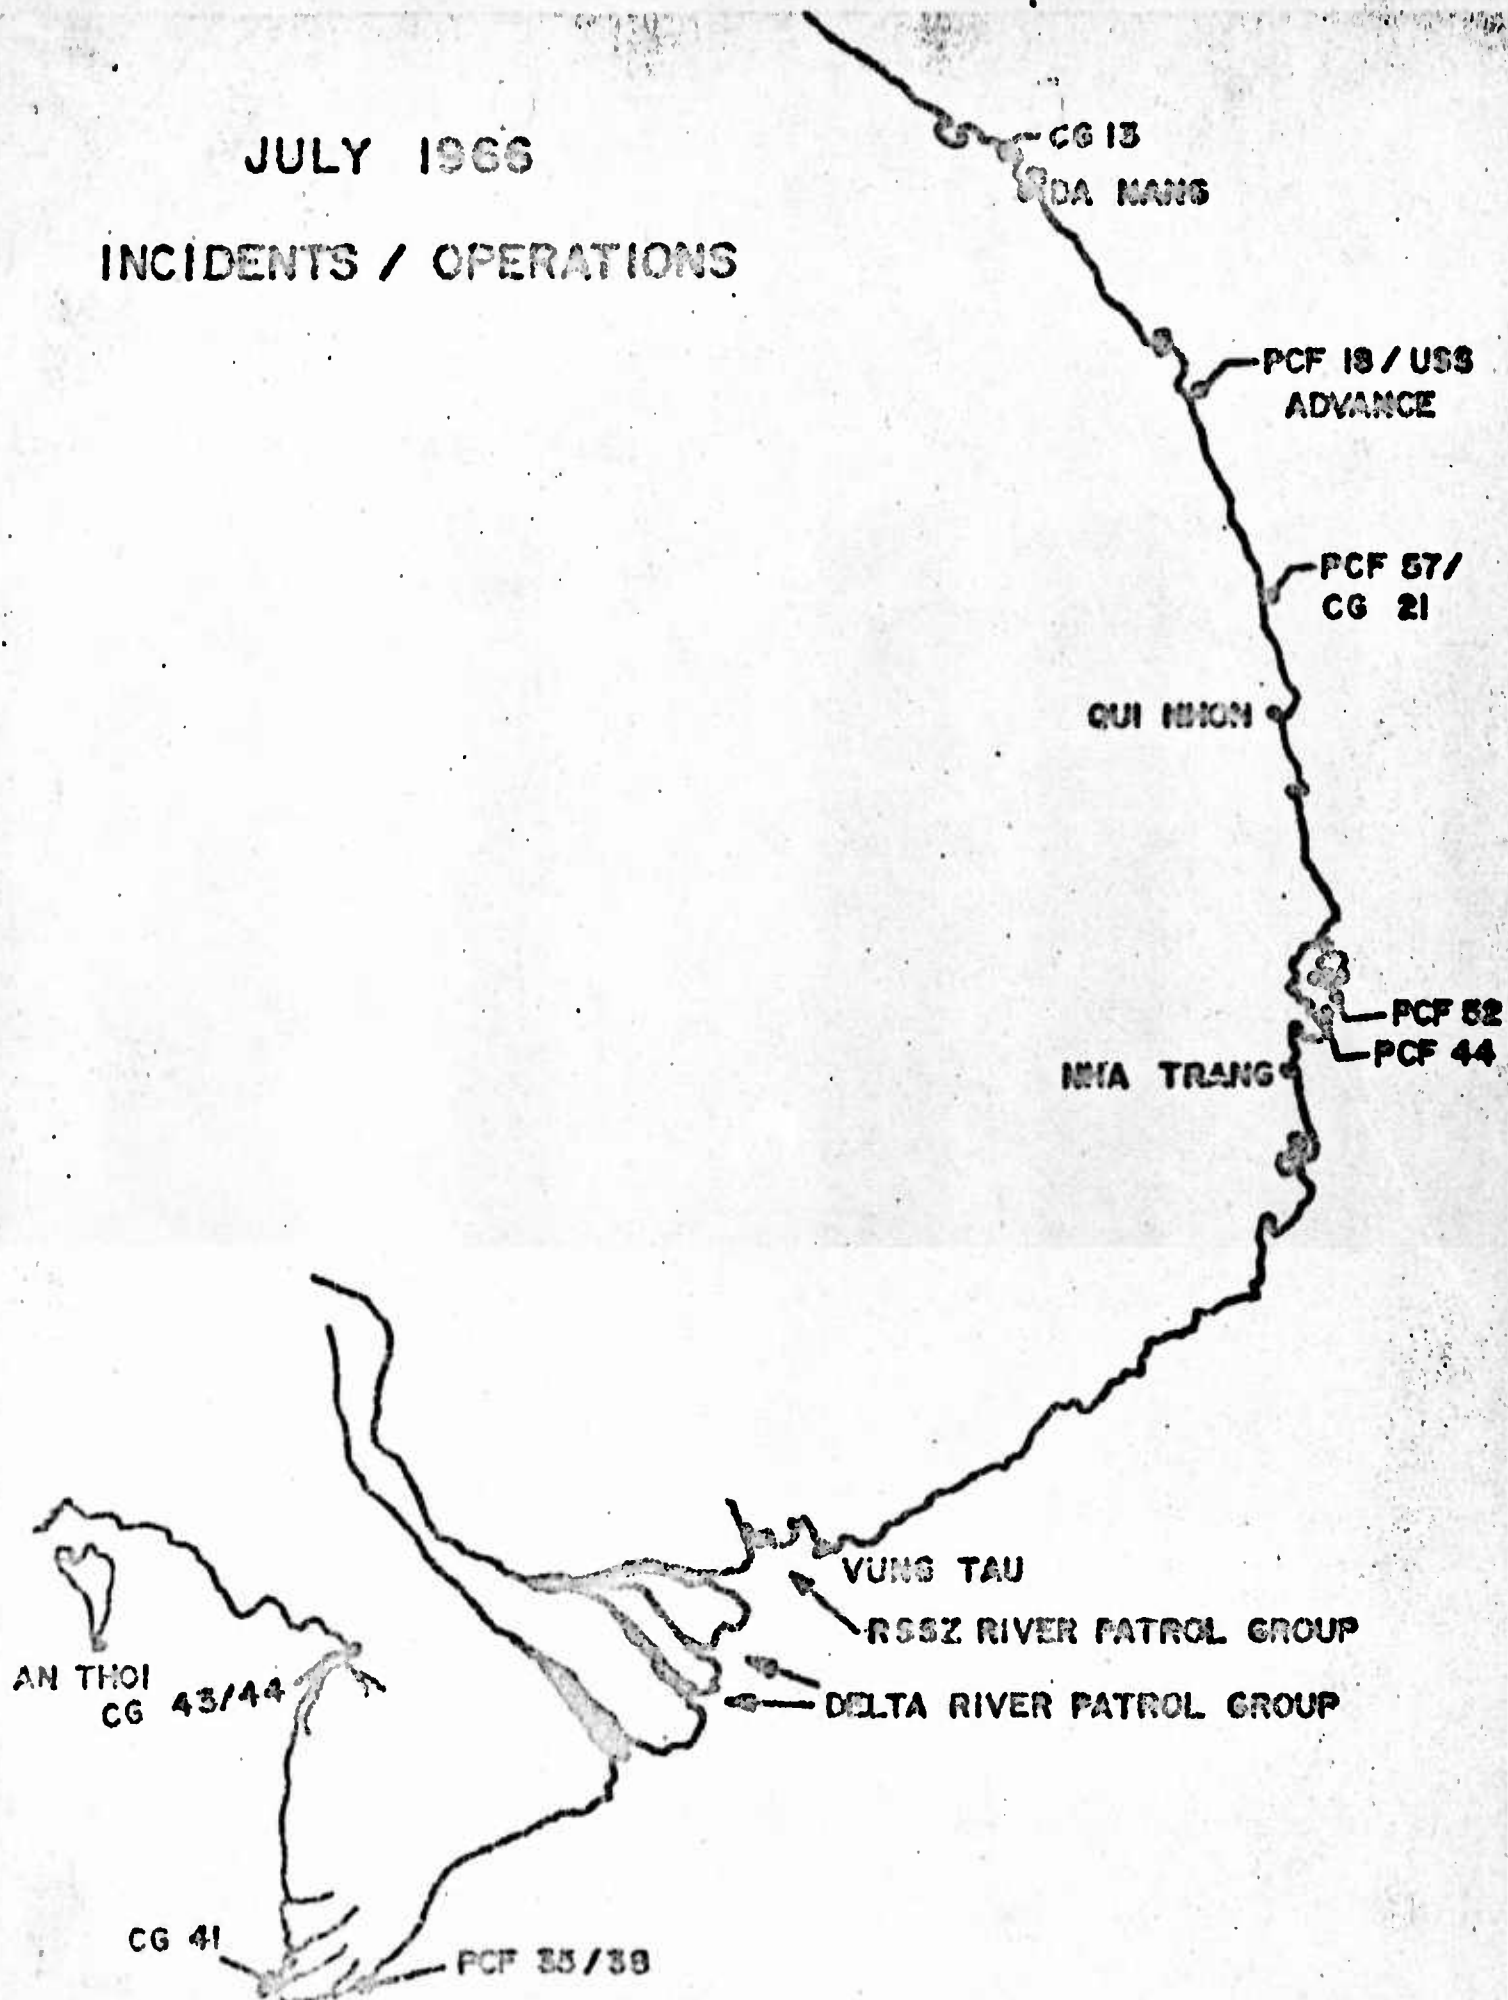 JULY 1966
INCIDENTS / OPERATIONS
CG 13
DA NANG
PCF 19 / USS
ADVANCE
PCF 57/
CG 21
QUI NHON
PCF 52
PCF 44
NHA TRANG
VUNG TAU
RSSZ RIVER PATROL GROUP
DELTA RIVER PATROL GROUP
AN THOI
CG 43/44
CG 41
PCF 35/38